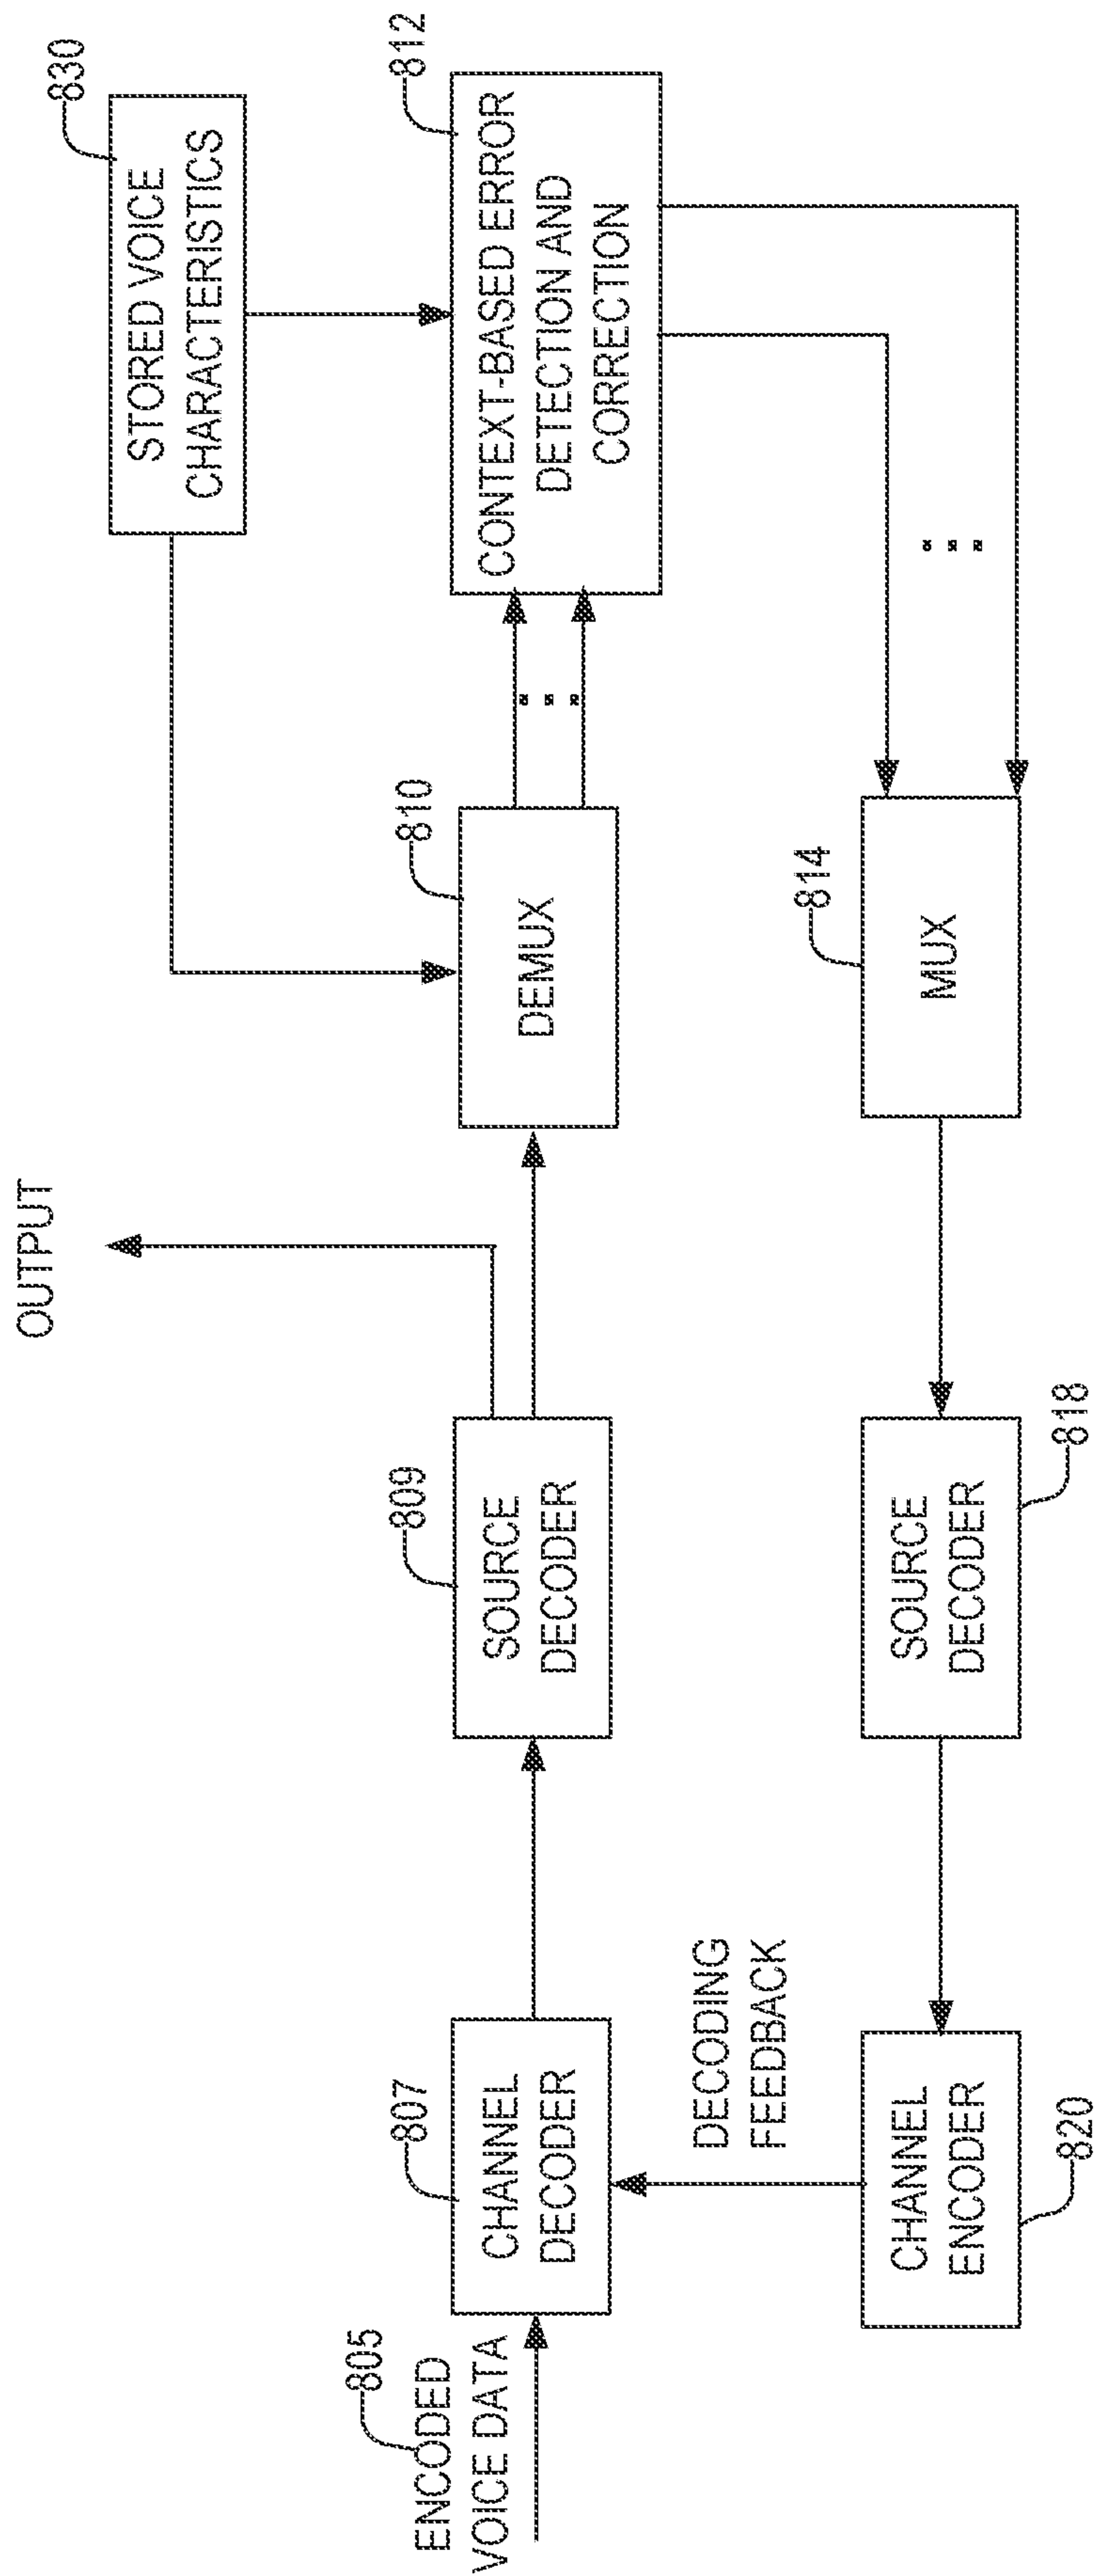 805
ENCODED
VOICE DATA
807
CHANNEL
DECODER
809
SOURCE
DECODER
OUTPUT
810
DEMUX
830
STORED VOICE
CHARACTERISTICS
812
CONTEXT-BASED ERROR
DETECTION AND
CORRECTION
DECODING
FEEDBACK
CHANNEL
ENCODER
820
SOURCE
DECODER
818
814
MUX